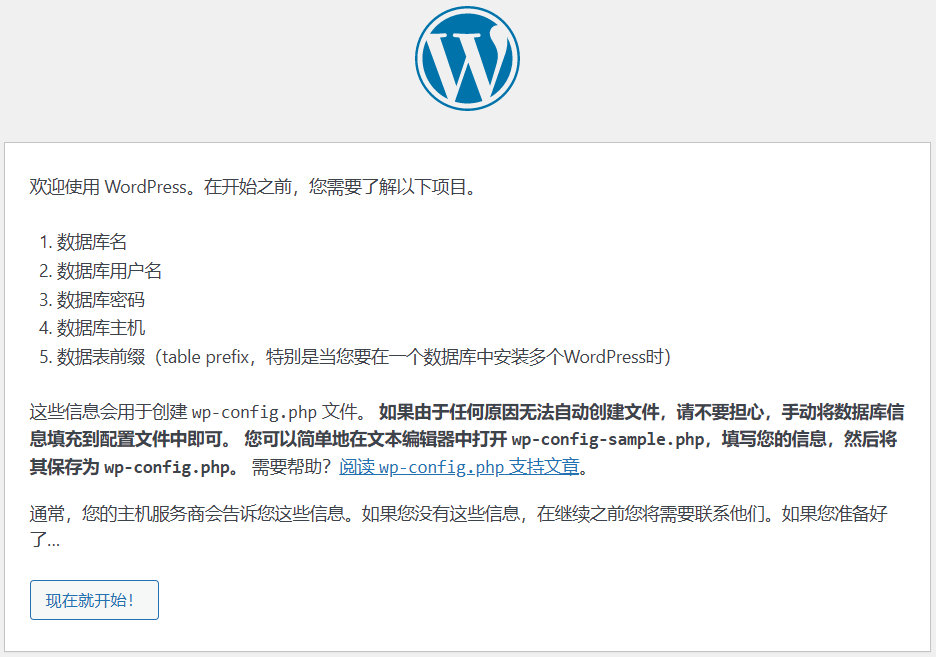 欢迎使用 WordPress。在开始之前，您需要了解以下项目。
1. 数据库名
2. 数据库用户名
3. 数据库密码
4. 数据库主机
5. 数据表前缀（table prefix，特别是当您要在一个数据库中安装多个WordPress时）
这些信息会用于创建 wp-config.php 文件。 如果由于任何原因无法自动创建文件，请不要担心，手动将数据库信
息填充到配置文件中即可。 您可以简单地在文本编辑器中打开 wp-config-sample.php，填写您的信息，然后将
其保存为 wp-config.php。 需要帮助？阅读 wp-config.php 支持文章。
通常，您的主机服务商会告诉您这些信息。如果您没有这些信息，在继续之前您将需要联系他们。如果您准备好
了...
现在就开始！